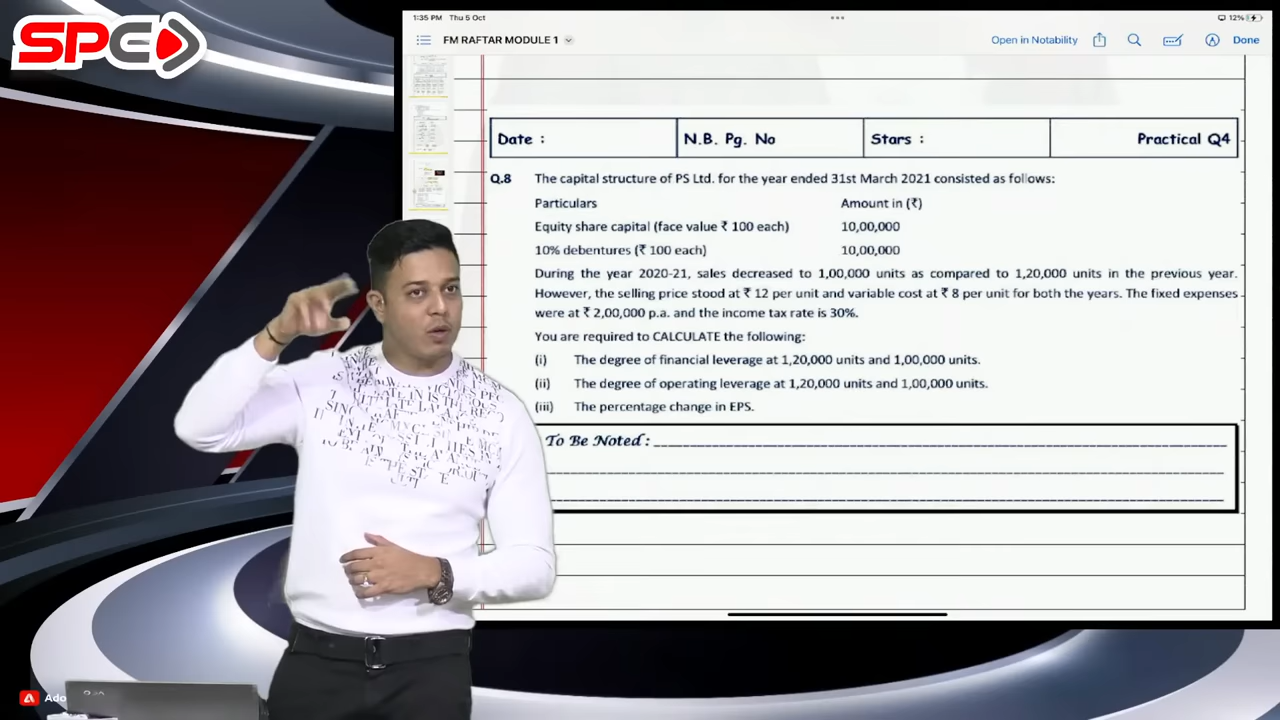 SPED
1:35 PM Thu 5 Oct
12%
FM RAFTAR MODULE 1
Open in Notability
Done
Date :
N.B. Pg. No
Stars :
Practical Q4
Q.8 The capital structure of PS Ltd. for the year ended 31st March 2021 consisted as follows:
Particulars Amount in (₹)
Equity share capital (face value ₹ 100 each) 10,00,000
10% debentures (₹ 100 each) 10,00,000
During the year 2020-21, sales decreased to 1,00,000 units as compared to 1,20,000 units in the previous year.
However, the selling price stood at ₹ 12 per unit and variable cost at ₹ 8 per unit for both the years. The fixed expenses
were at ₹ 2,00,000 p.a. and the income tax rate is 30%.
You are required to CALCULATE the following:
(i) The degree of financial leverage at 1,20,000 units and 1,00,000 units.
(ii) The degree of operating leverage at 1,20,000 units and 1,00,000 units.
(iii) The percentage change in EPS.
To Be Noted :
Ado